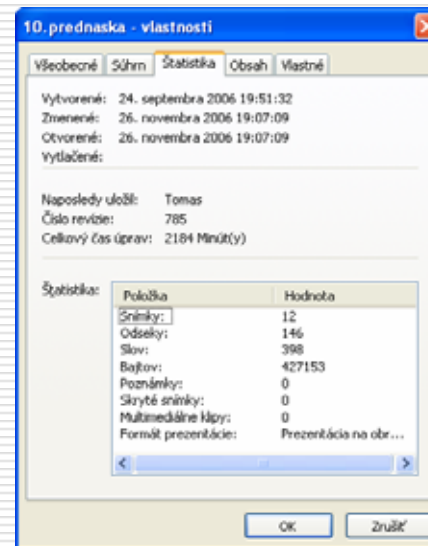 10.prednaska - vlastnosti
Všeobecné Súhrn Štatistika Obsah Vlastné
Vytvorené: 24. septembra 2006 19:51:32
Zmenené: 26. novembra 2006 19:07:09
Otvorené: 26. novembra 2006 19:07:09
Vytlačené:
Naposledy uložil: Tomas
Číslo revízie: 785
Celkový čas úprav: 2184 Minút(y)
Štatistika:
Položka Hodnota
Snímky: 12
Odseky: 146
Slov: 398
Bajtov: 427153
Poznámky: 0
Skryté snímky: 0
Multimediálne klipy: 0
Formát prezentácie: Prezentácia na obr...
OK Zrušiť